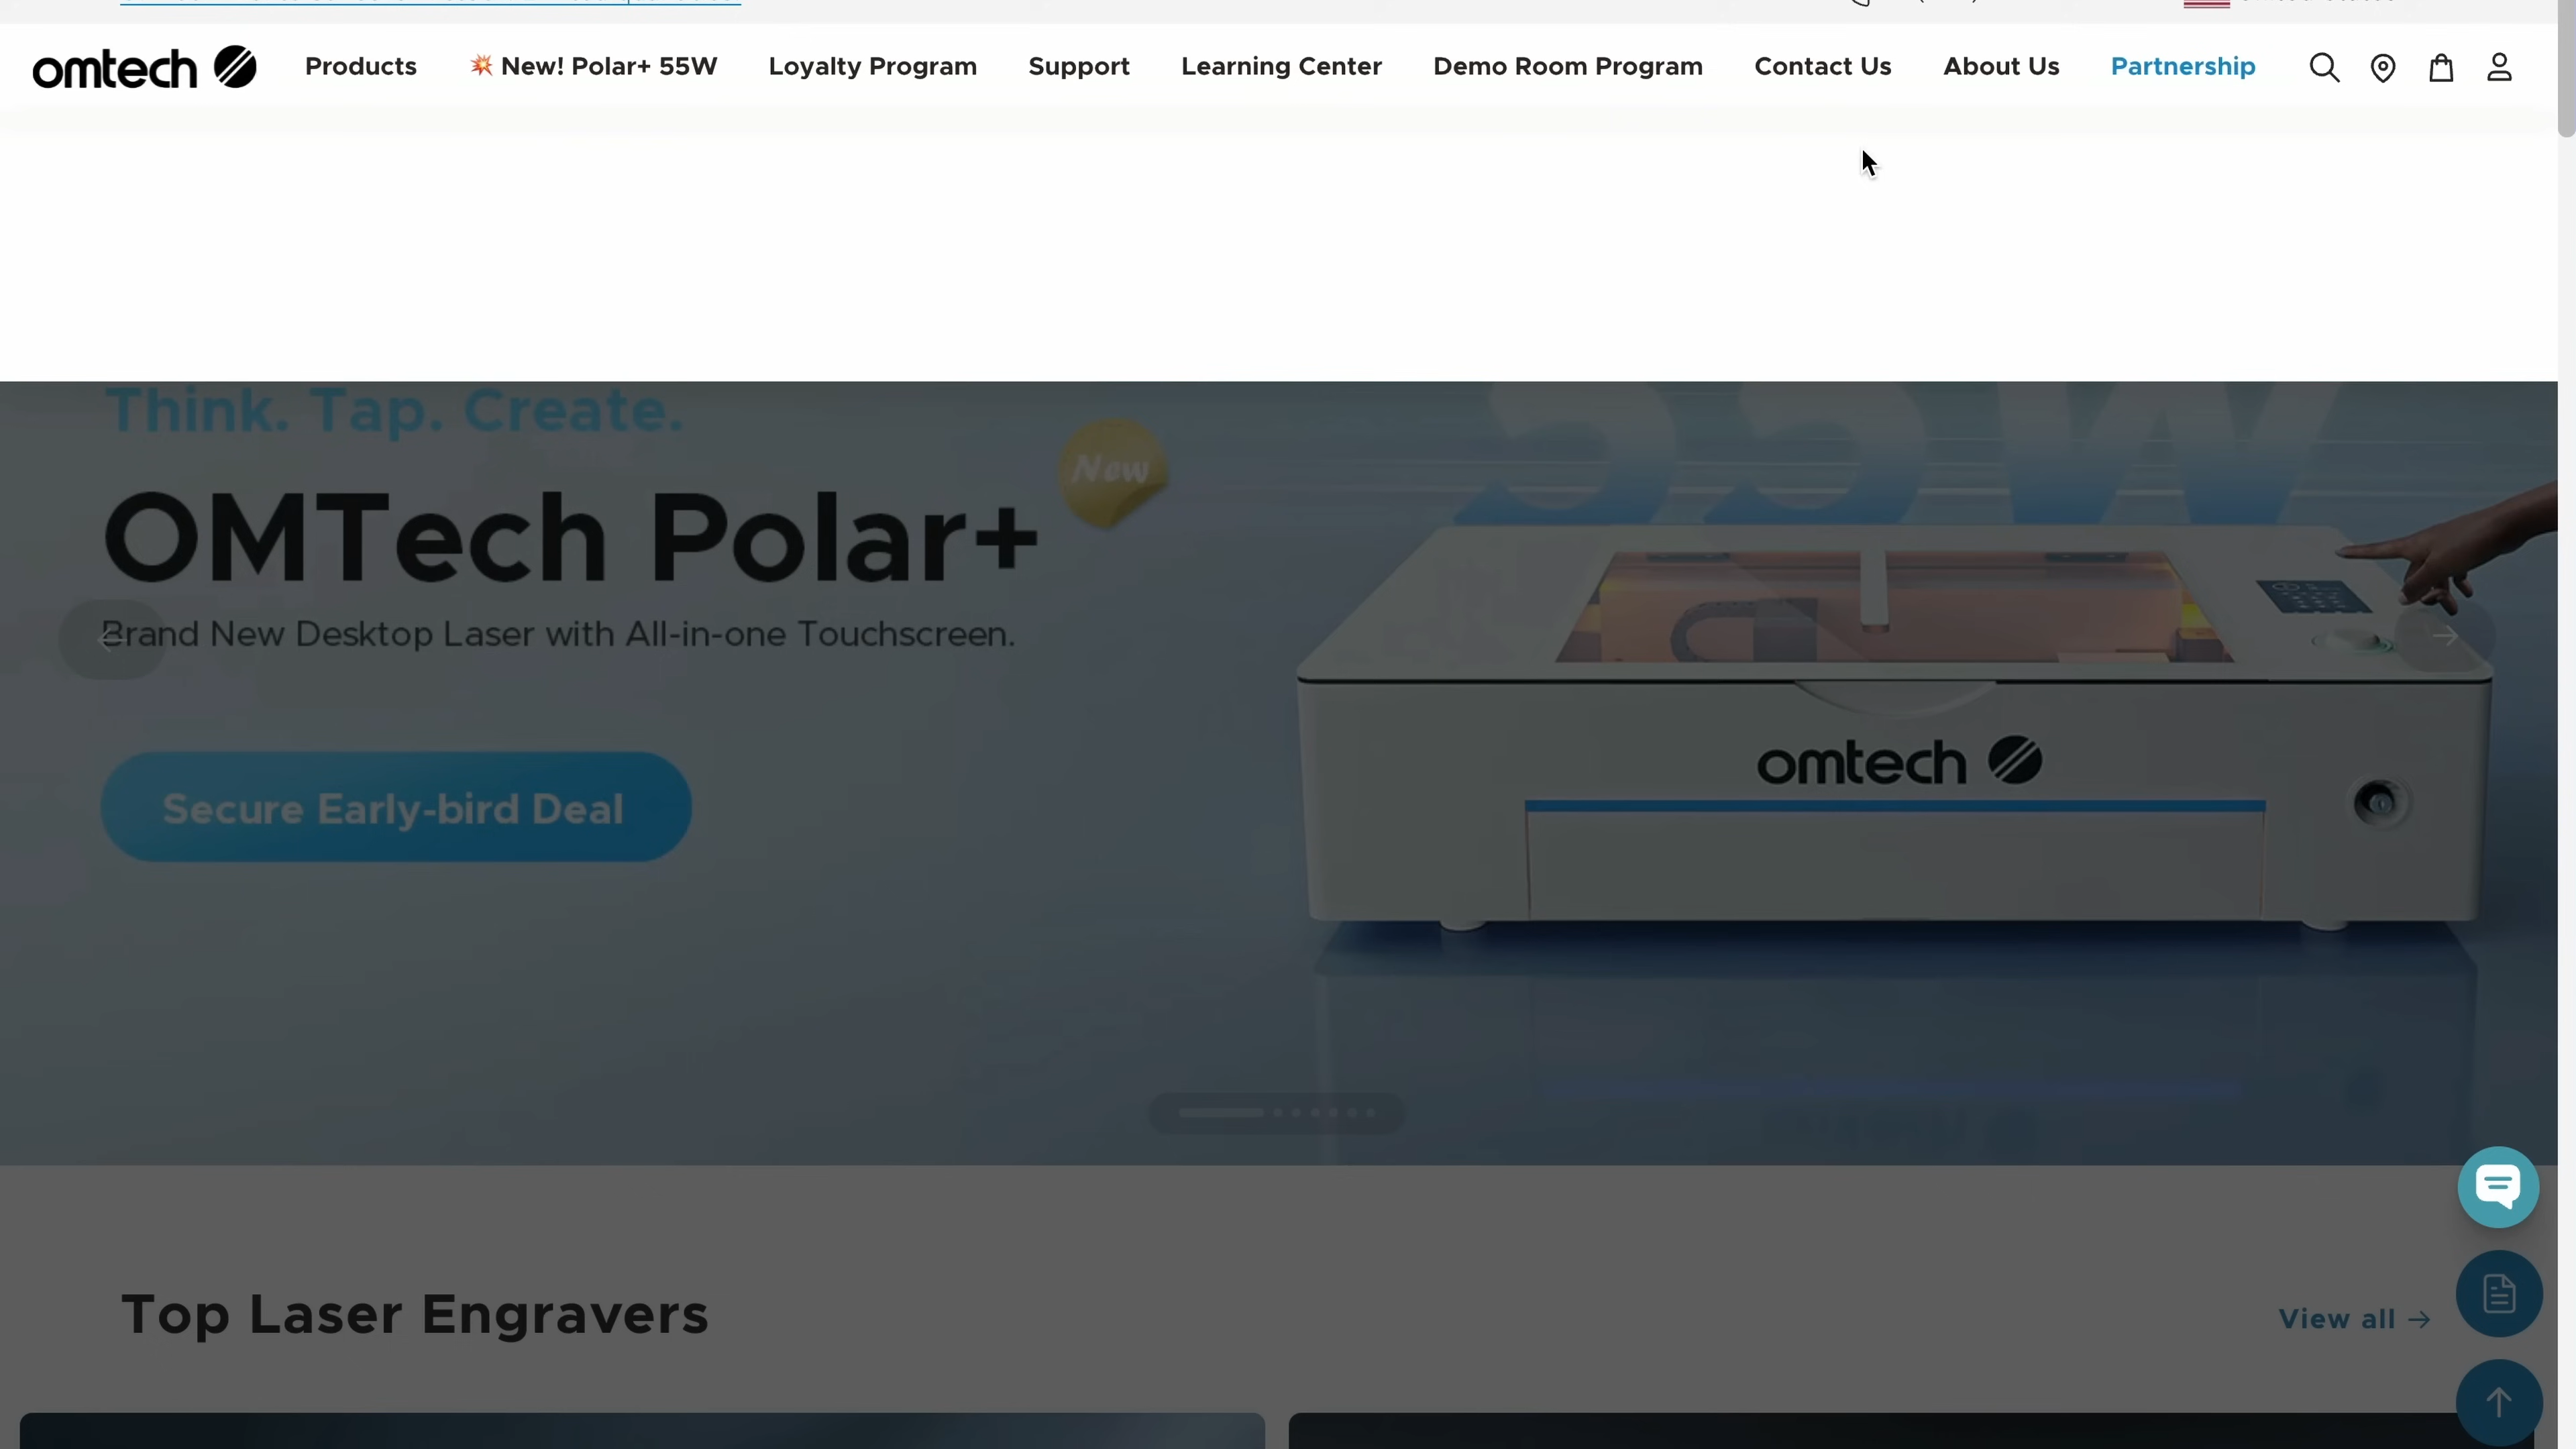 omtech
Products
New! Polar+ 55W
Loyalty Program
Support
Learning Center
Demo Room Program
Contact Us
About Us
Partnership
Think. Tap. Create.
55W
New
OMTech Polar+
Brand New Desktop Laser with All-in-one Touchscreen.
omtech
Secure Early-bird Deal
Top Laser Engravers
View all →